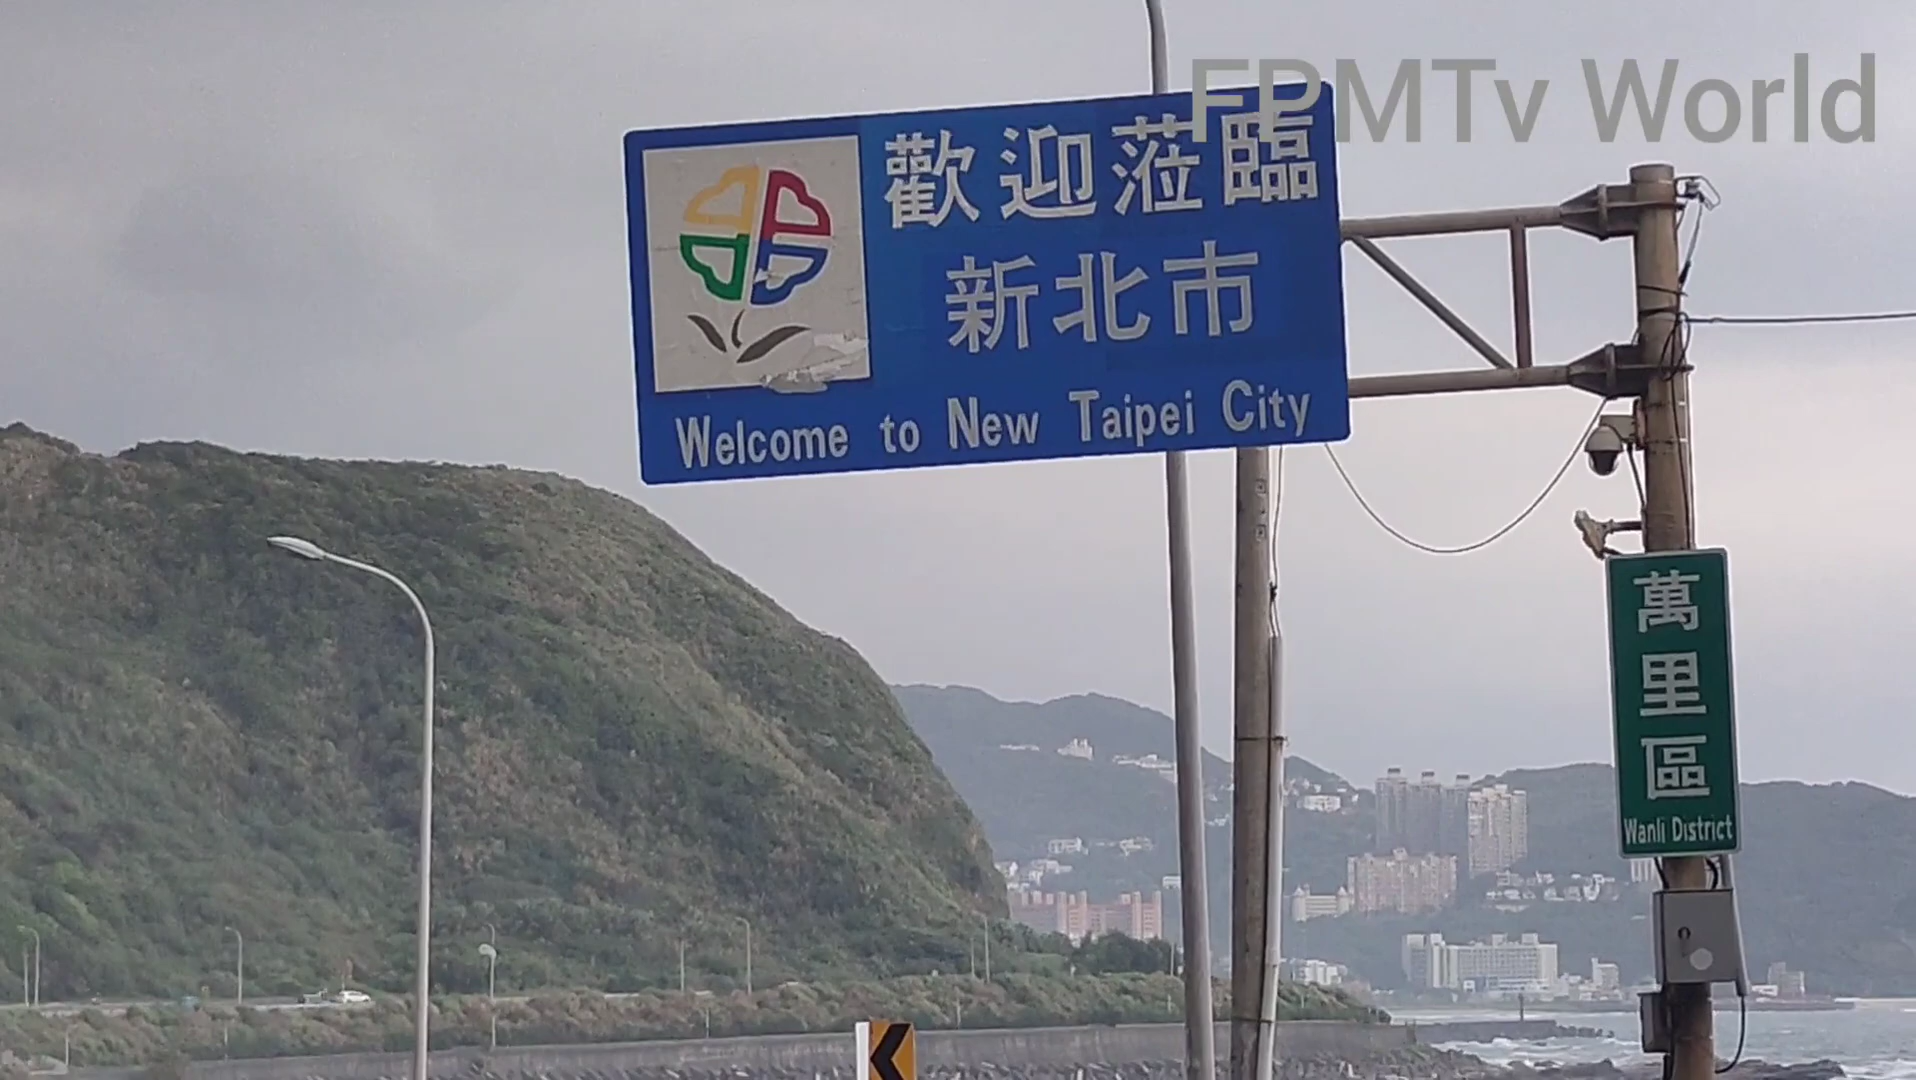 FPMTv World
歡迎蒞臨
新北市
Welcome to New Taipei City
萬里區
Wanli District